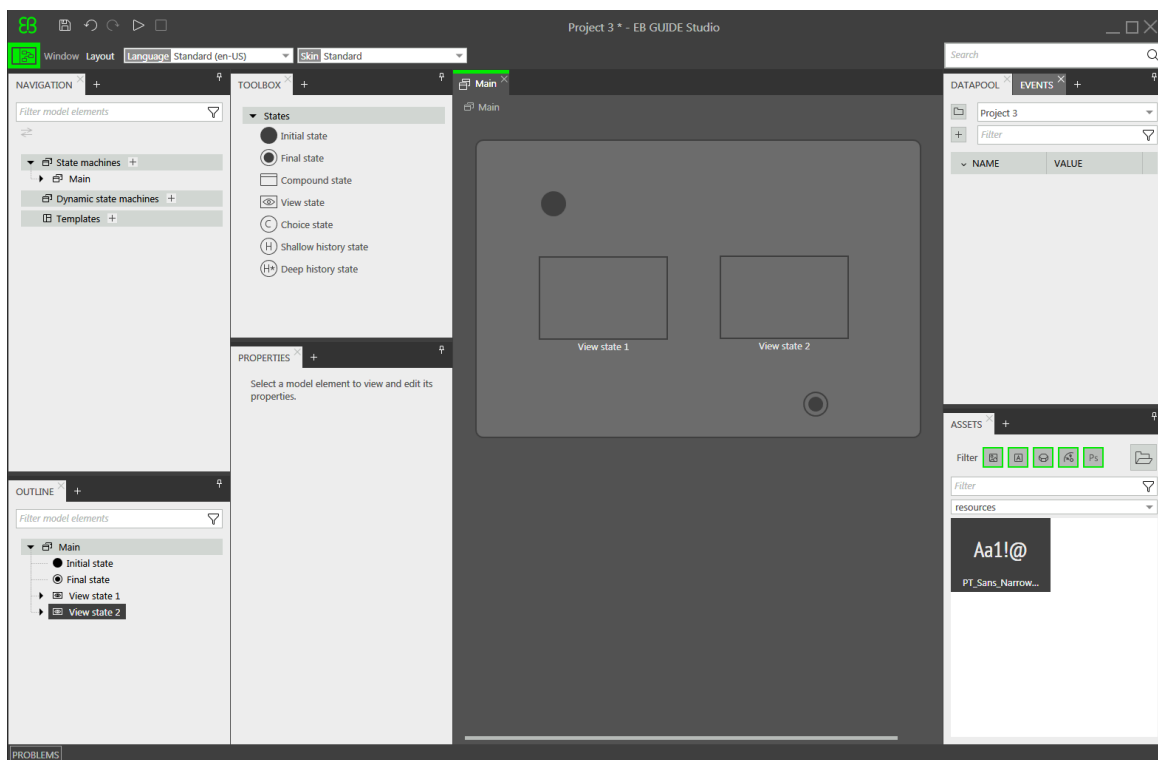 EB
Project 3 * - EB GUIDE Studio
Window Layout Language Standard (en-US) Skin Standard
Search
NAVIGATION
Filter model elements
State machines
Main
Dynamic state machines
Templates
OUTLINE
Filter model elements
Main
Initial state
Final state
View state 1
View state 2
TOOLBOX
States
Initial state
Final state
Compound state
View state
C Choice state
H Shallow history state
H* Deep history state
PROPERTIES
Select a model element to view and edit its
properties.
Main
Main
View state 1
View state 2
DATAPOOL EVENTS
Project 3
Filter
NAME VALUE
ASSETS
Filter A Ps
Filter
resources
Aa1!@
PT_Sans_Narrow...
PROBLEMS